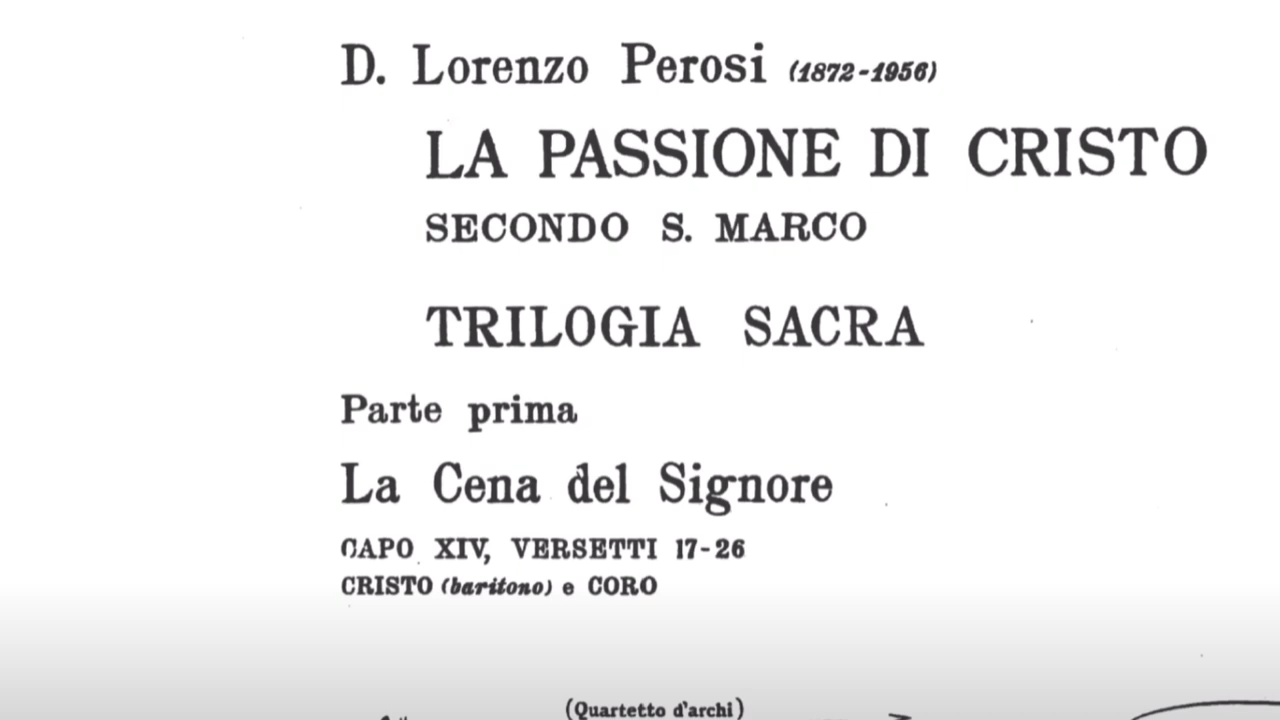 D. Lorenzo Perosi (1872-1956)
LA PASSIONE DI CRISTO
SECONDO S. MARCO
TRILOGIA SACRA
Parte prima
La Cena del Signore
CAPO XIV, VERSETTI 17-26
CRISTO (baritono) e CORO
(Quartetto d'archi)